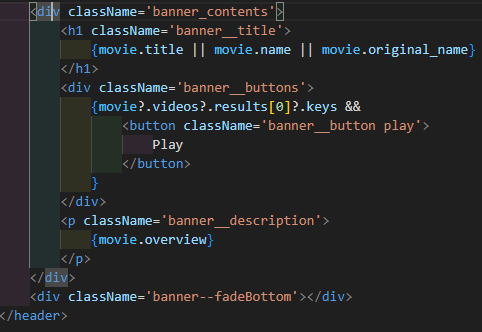 <div className='banner_contents'>
<h1 className='banner__title'>
{movie.title || movie.name || movie.original_name}
</h1>
<div className='banner__buttons'>
{movie?.videos?.results[0]?.keys &&
<button className='banner__button play'>
Play
</button>
}
</div>
<p className='banner__description'>
{movie.overview}
</p>
</div>
<div className='banner--fadeBottom'></div>
</header>